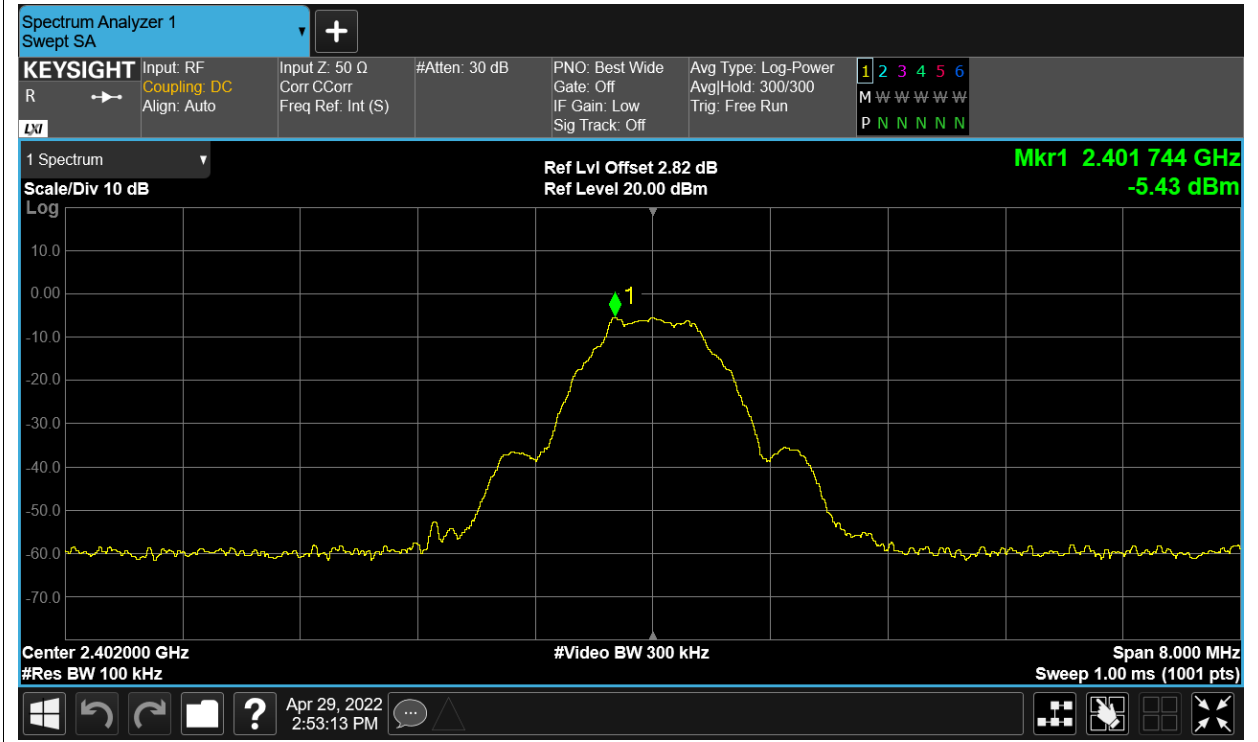 Spectrum Analyzer 1
Swept SA
KEYSIGHT
R
LXI
Input: RF
Coupling: DC
Align: Auto
Input Z: 50 Ω
Corr CCorr
Freq Ref: Int (S)
#Atten: 30 dB
PNO: Best Wide
Gate: Off
IF Gain: Low
Sig Track: Off
Avg Type: Log-Power
Avg|Hold: 300/300
Trig: Free Run
1 2 3 4 5 6
M W W W W W
P N N N N N
1 Spectrum
Scale/Div 10 dB
Log
Ref Lvl Offset 2.82 dB
Ref Level 20.00 dBm
Mkr1 2.401 744 GHz
-5.43 dBm
1
10.0
0.00
-10.0
-20.0
-30.0
-40.0
-50.0
-60.0
-70.0
Center 2.402000 GHz
#Res BW 100 kHz
#Video BW 300 kHz
Span 8.000 MHz
Sweep 1.00 ms (1001 pts)
?
Apr 29, 2022
2:53:13 PM